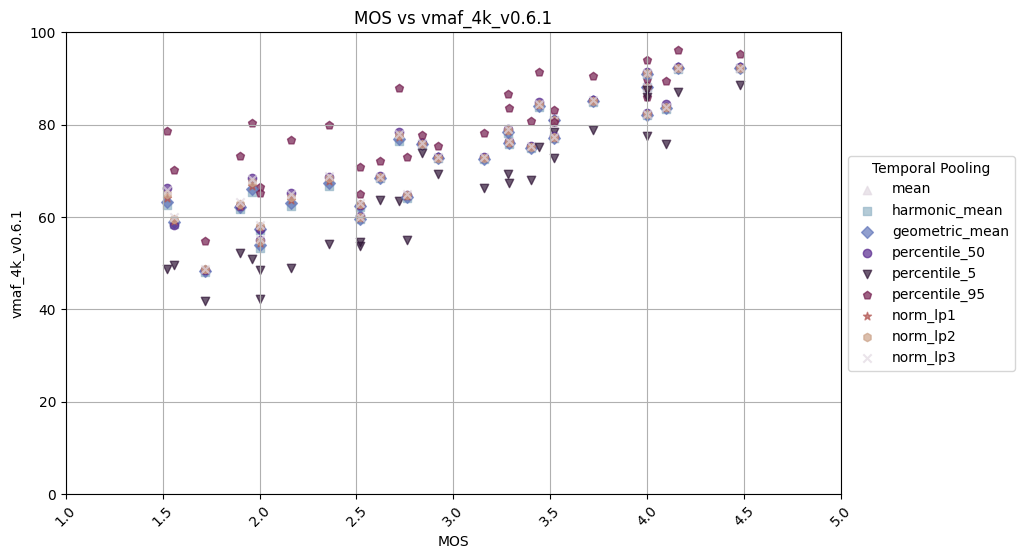 MOS vs vmaf_4k_v0.6.1
100
80
60
40
20
0
vmaf_4k_v0.6.1
1.0
1.5
2.0
2.5
3.0
3.5
4.0
4.5
5.0
MOS
Temporal Pooling
mean
harmonic_mean
geometric_mean
percentile_50
percentile_5
percentile_95
norm_lp1
norm_lp2
norm_lp3